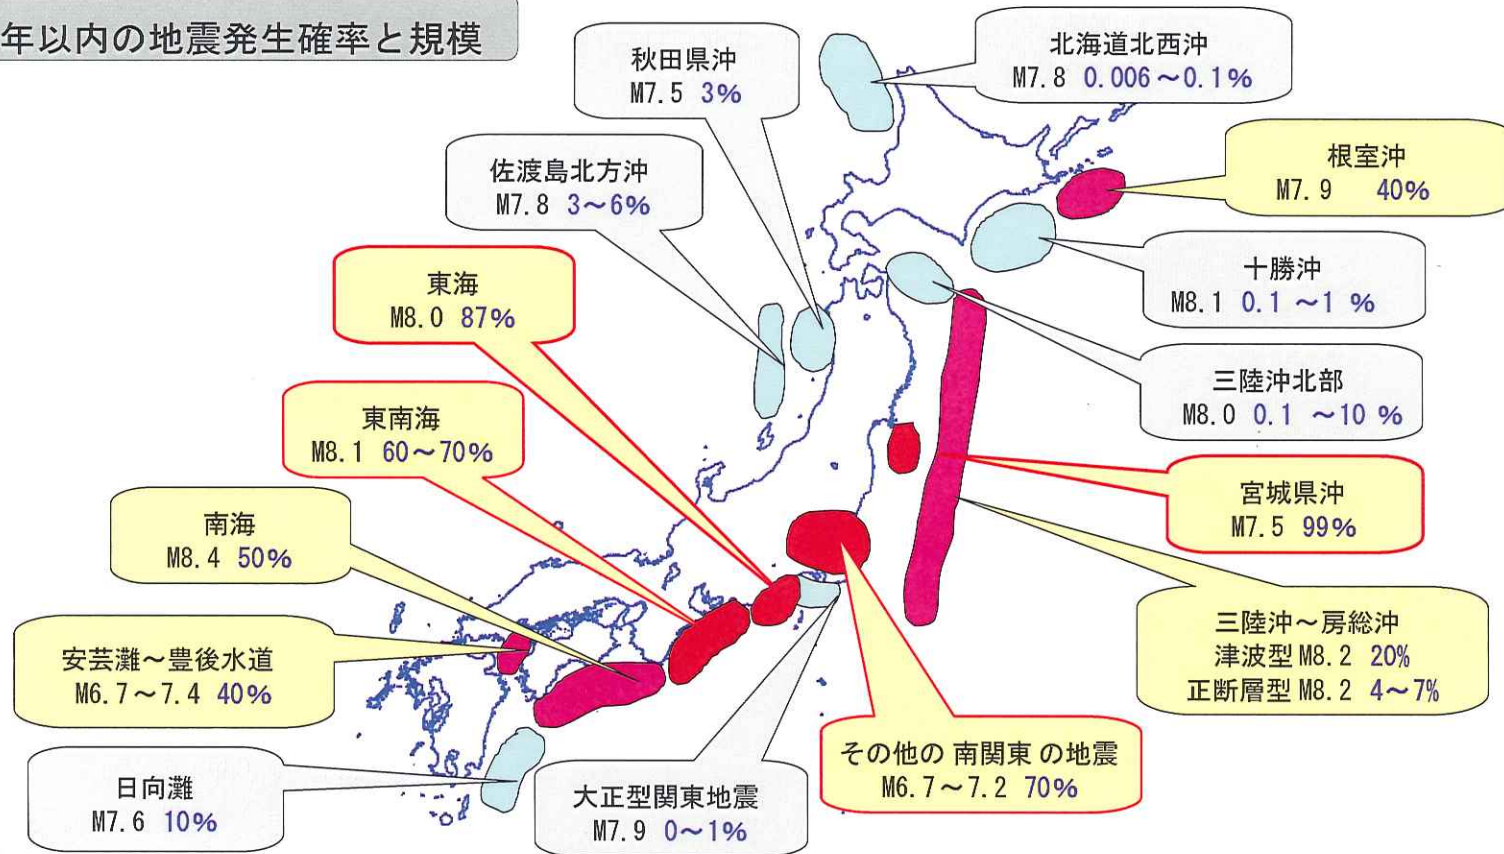 年以内の地震発生確率と規模
北海道北西沖
M7.8 0.006～0.1%
秋田県沖
M7.5 3%
根室沖
M7.9 40%
佐渡島北方沖
M7.8 3～6%
十勝沖
M8.1 0.1 ～1 %
東海
M8.0 87%
三陸沖北部
M8.0 0.1 ～10 %
東南海
M8.1 60～70%
宮城県沖
M7.5 99%
南海
M8.4 50%
三陸沖～房総沖
津波型M8.2 20%
正断層型M8.2 4～7%
安芸灘～豊後水道
M6.7～7.4 40%
その他の 南関東 の地震
M6.7～7.2 70%
日向灘
M7.6 10%
大正型関東地震
M7.9 0～1%